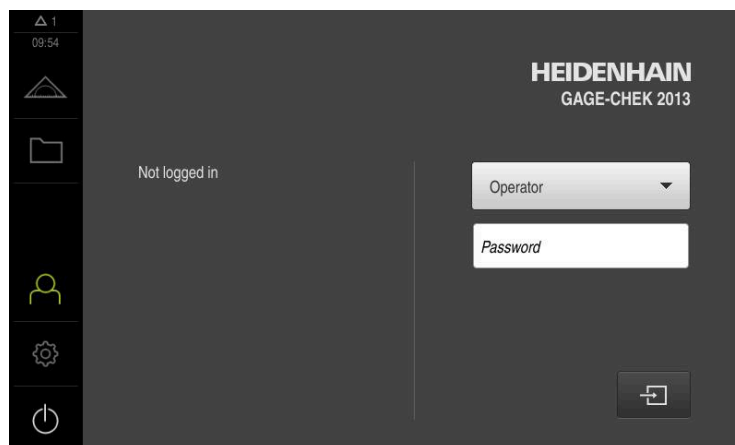 1
09:54
HEIDENHAIN
GAGE-CHEK 2013
Not logged in
Operator
Password